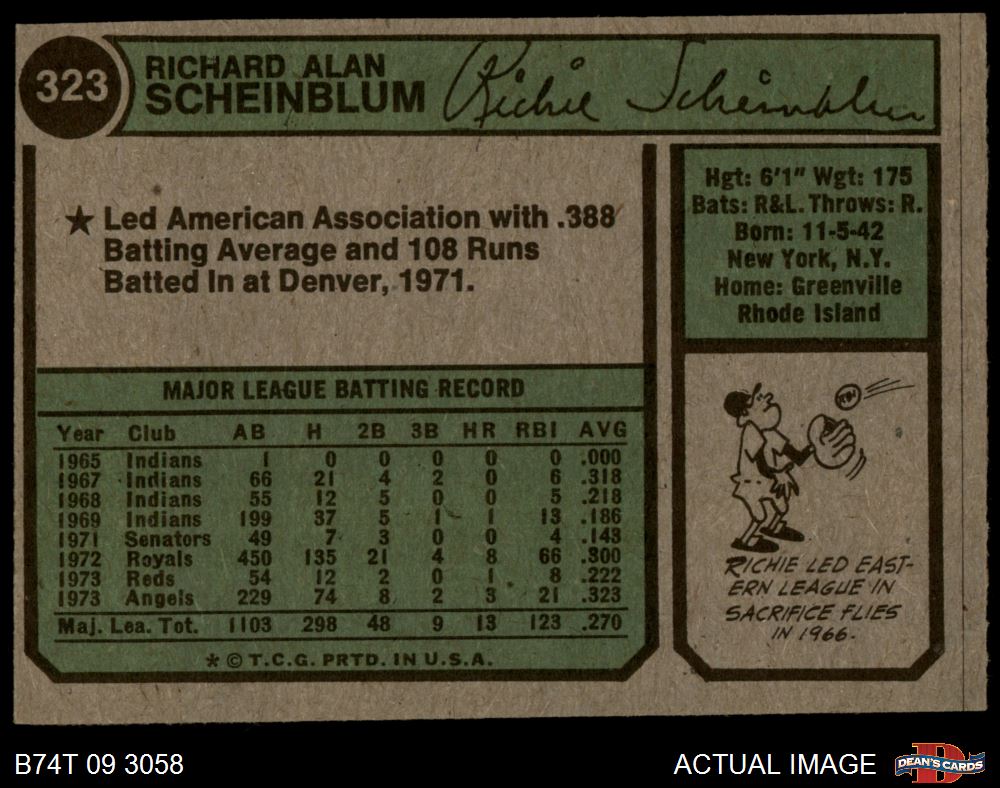 323
RICHARD ALAN
SCHEINBLUM
Richie Scheinblum
★ Led American Association with .388
Batting Average and 108 Runs
Batted In at Denver, 1971.
Hgt: 6'1" Wgt: 175
Bats: R&L. Throws: R.
Born: 11-5-42
New York, N.Y.
Home: Greenville
Rhode Island
MAJOR LEAGUE BATTING RECORD
Year Club AB H 2B 3B HR RBI AVG
1965 Indians 1 0 0 0 0 0 .000
1967 Indians 66 21 4 2 0 6 .318
1968 Indians 55 12 5 0 0 5 .218
1969 Indians 199 37 5 1 1 13 .186
1971 Senators 49 7 3 0 0 4 .143
1972 Royals 450 135 21 4 8 66 .300
1973 Reds 54 12 2 0 1 8 .222
1973 Angels 229 74 8 2 3 21 .323
Maj. Lea. Tot. 1103 298 48 9 13 123 .270
* © T.C.G. PRTD. IN U.S.A.
RICHIE LED EAST-
ERN LEAGUE IN
SACRIFICE FLIES
IN 1966.
B74T 09 3058
ACTUAL IMAGE
DEAN'S CARDS